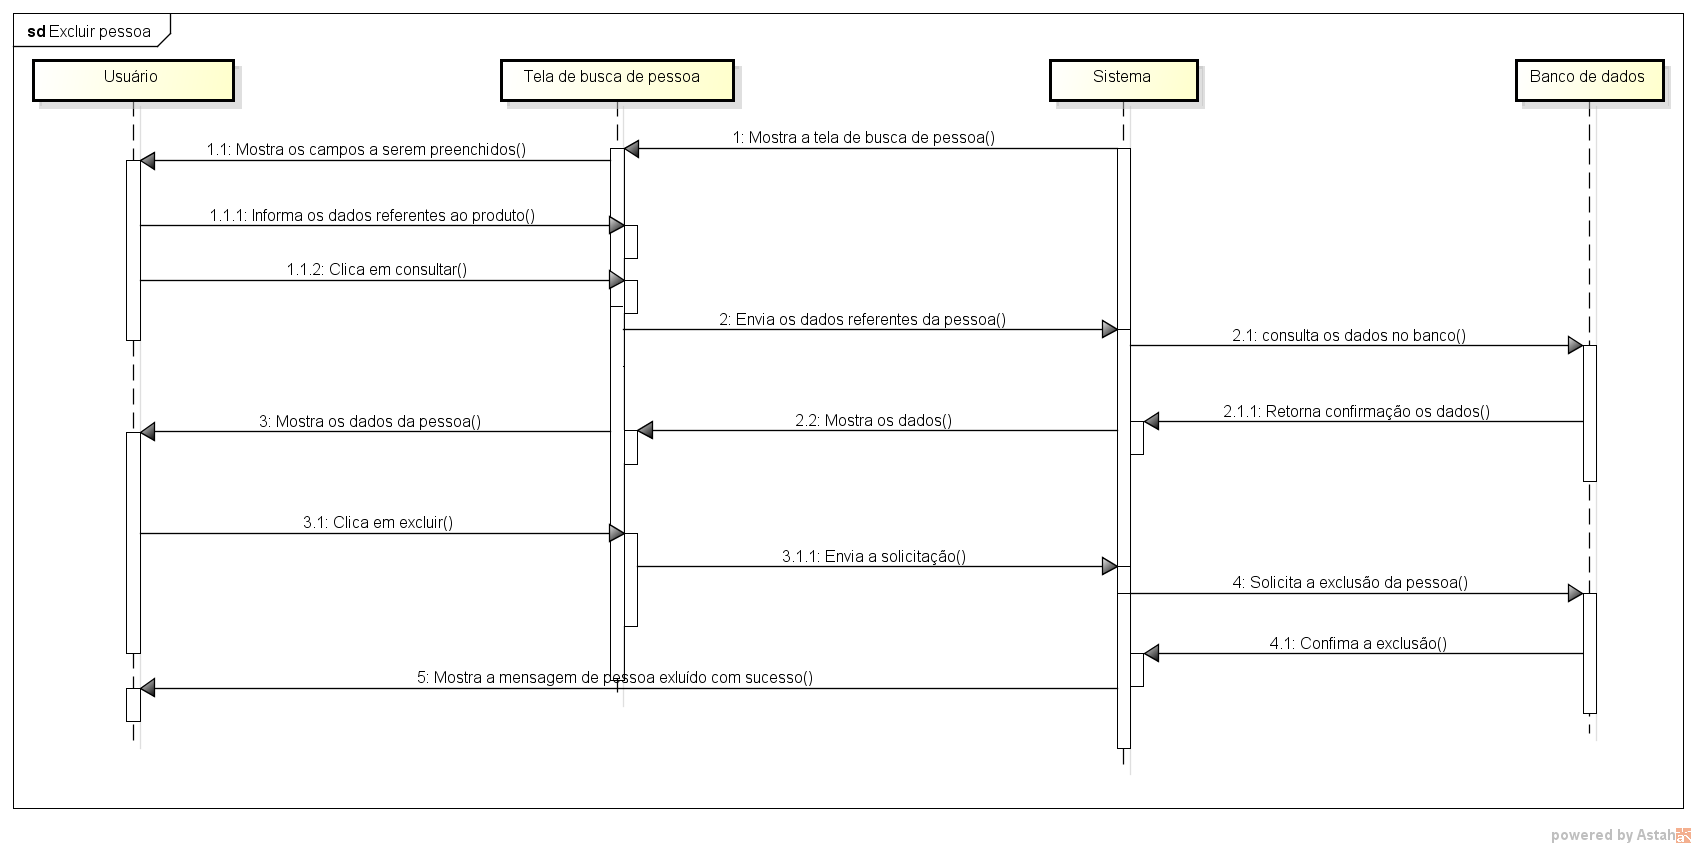 sd Excluir pessoa
Usuário
Tela de busca de pessoa
Sistema
Banco de dados
1: Mostra a tela de busca de pessoa()
1.1: Mostra os campos a serem preenchidos()
1.1.1: Informa os dados referentes ao produto()
1.1.2: Clica em consultar()
2: Envia os dados referentes da pessoa()
2.1: consulta os dados no banco()
2.1.1: Retorna confirmação os dados()
2.2: Mostra os dados()
3: Mostra os dados da pessoa()
3.1: Clica em excluir()
3.1.1: Envia a solicitação()
4: Solicita a exclusão da pessoa()
4.1: Confima a exclusão()
5: Mostra a mensagem de pessoa exluído com sucesso()
powered by Astah